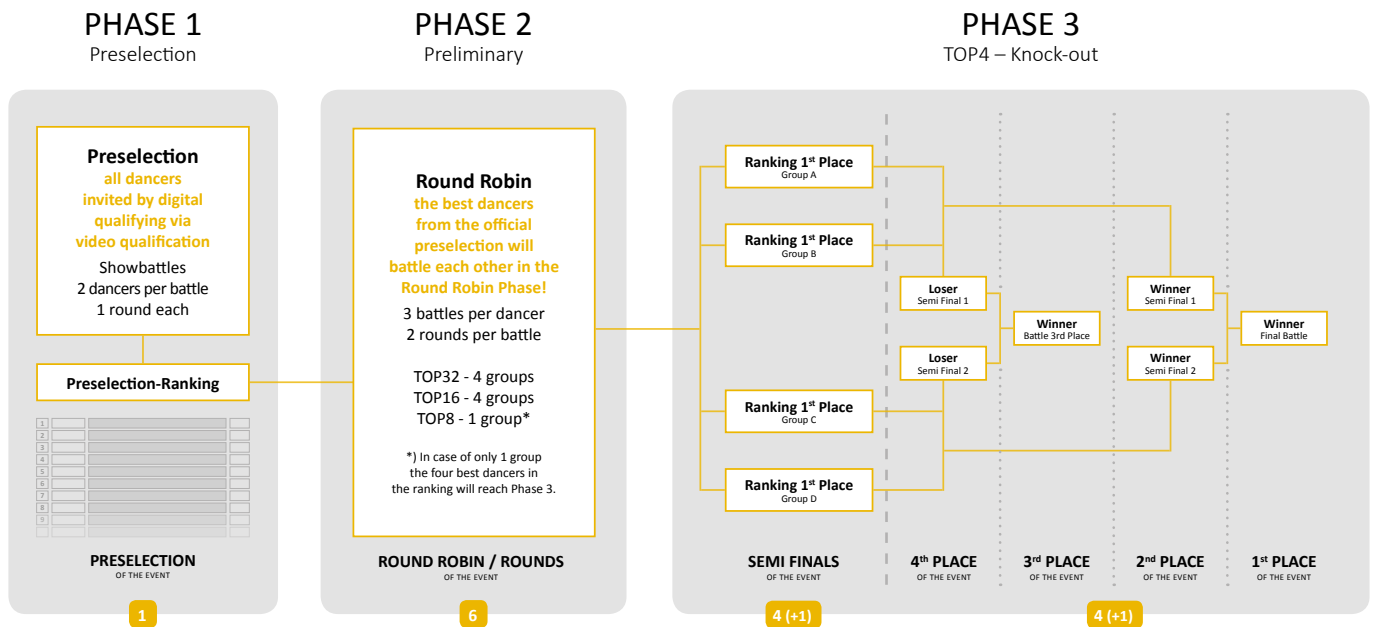 PHASE 1
Preselection
Preselection
all dancers
invited by digital
qualifying via
video qualification
Showbattles
2 dancers per battle
1 round each
Preselection-Ranking
1
2
3
4
5
6
7
8
9
PRESELECTION
OF THE EVENT
1
PHASE 2
Preliminary
Round Robin
the best dancers
from the official
preselection will
battle each other in the
Round Robin Phase!
3 battles per dancer
2 rounds per battle
TOP32 - 4 groups
TOP16 - 4 groups
TOP8 - 1 group*
*) In case of only 1 group
the four best dancers in
the ranking will reach Phase 3.
ROUND ROBIN / ROUNDS
OF THE EVENT
6
PHASE 3
TOP4 – Knock-out
Ranking 1st Place
Group A
Ranking 1st Place
Group B
Ranking 1st Place
Group C
Ranking 1st Place
Group D
SEMI FINALS
OF THE EVENT
4 (+1)
Loser
Semi Final 1
Loser
Semi Final 2
4th PLACE
OF THE EVENT
Winner
Battle 3rd Place
3rd PLACE
OF THE EVENT
Winner
Semi Final 1
Winner
Semi Final 2
2nd PLACE
OF THE EVENT
Winner
Final Battle
1st PLACE
OF THE EVENT
4 (+1)